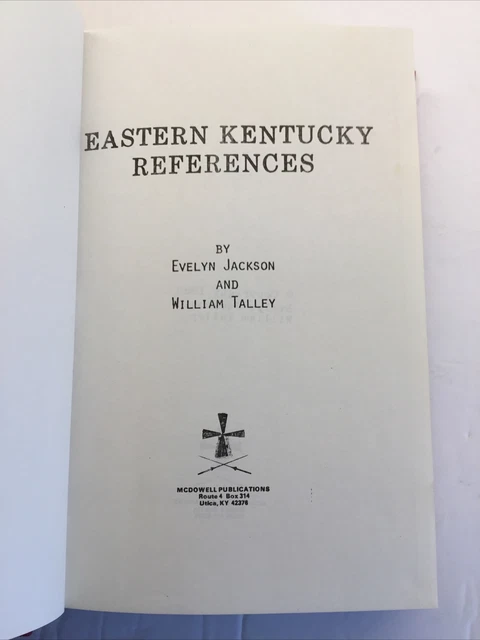 EASTERN KENTUCKY
REFERENCES
BY
EVELYN JACKSON
AND
WILLIAM TALLEY
MCDOWELL PUBLICATIONS
Route 4 Box 314
Utica, KY 42376